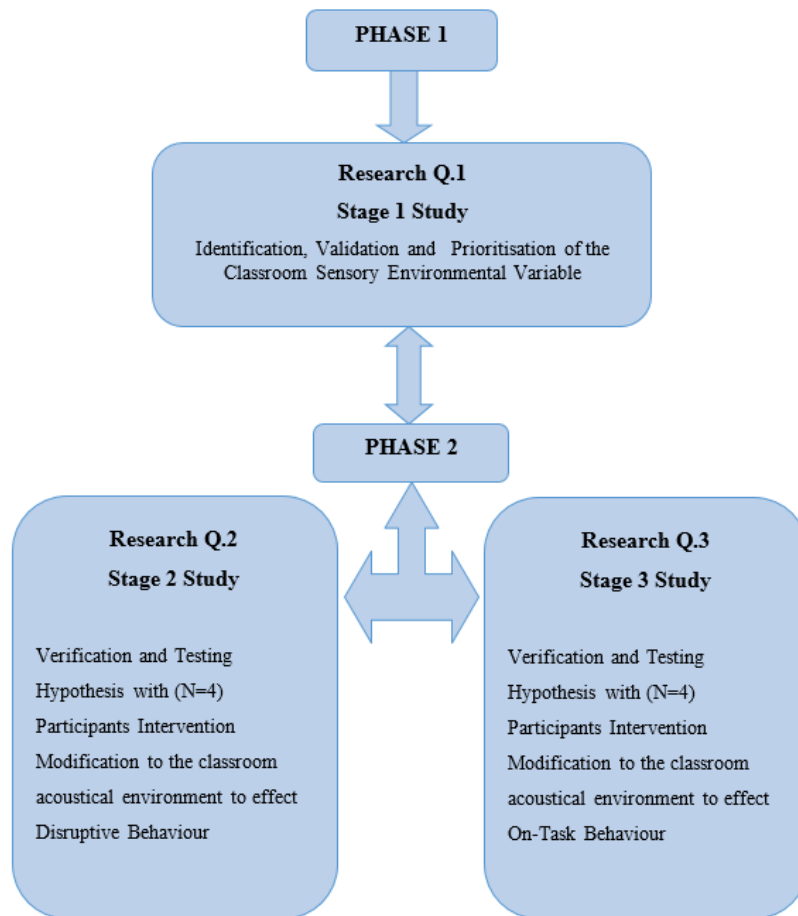 PHASE 1
Research Q.1
Stage 1 Study
Identification, Validation and Prioritisation of the
Classroom Sensory Environmental Variable
PHASE 2
Research Q.2
Stage 2 Study
Verification and Testing
Hypothesis with (N=4)
Participants Intervention
Modification to the classroom
acoustical environment to effect
Disruptive Behaviour
Research Q.3
Stage 3 Study
Verification and Testing
Hypothesis with (N=4)
Participants Intervention
Modification to the classroom
acoustical environment to effect
On-Task Behaviour